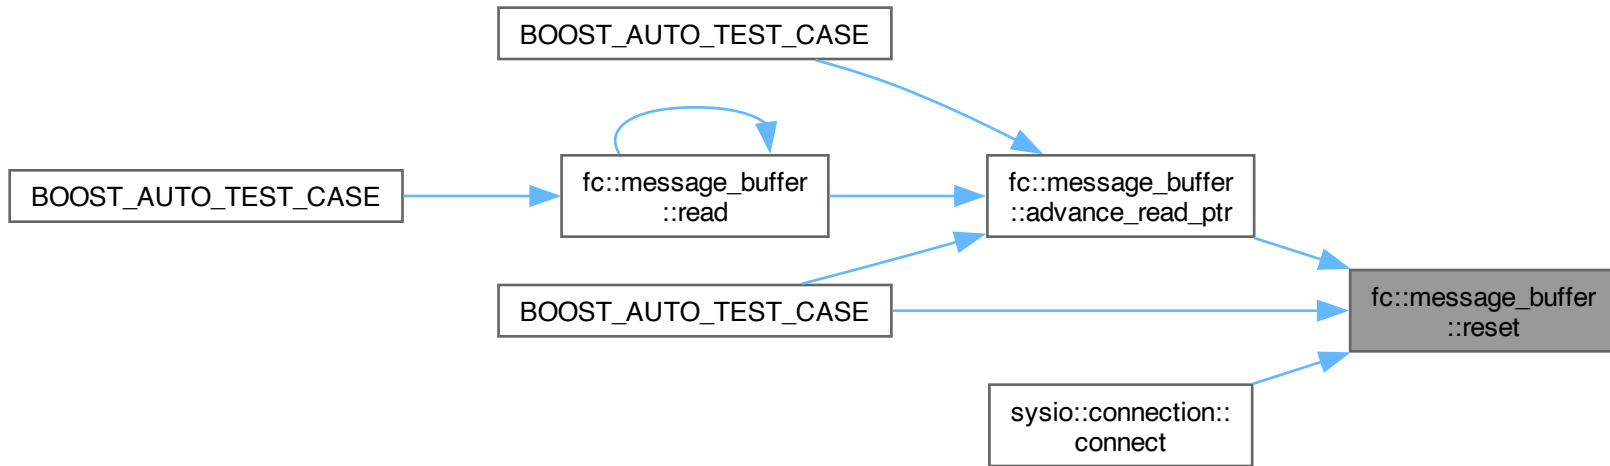 BOOST_AUTO_TEST_CASE
BOOST_AUTO_TEST_CASE
fc::message_buffer
::read
fc::message_buffer
::advance_read_ptr
BOOST_AUTO_TEST_CASE
fc::message_buffer
::reset
sysio::connection::
connect